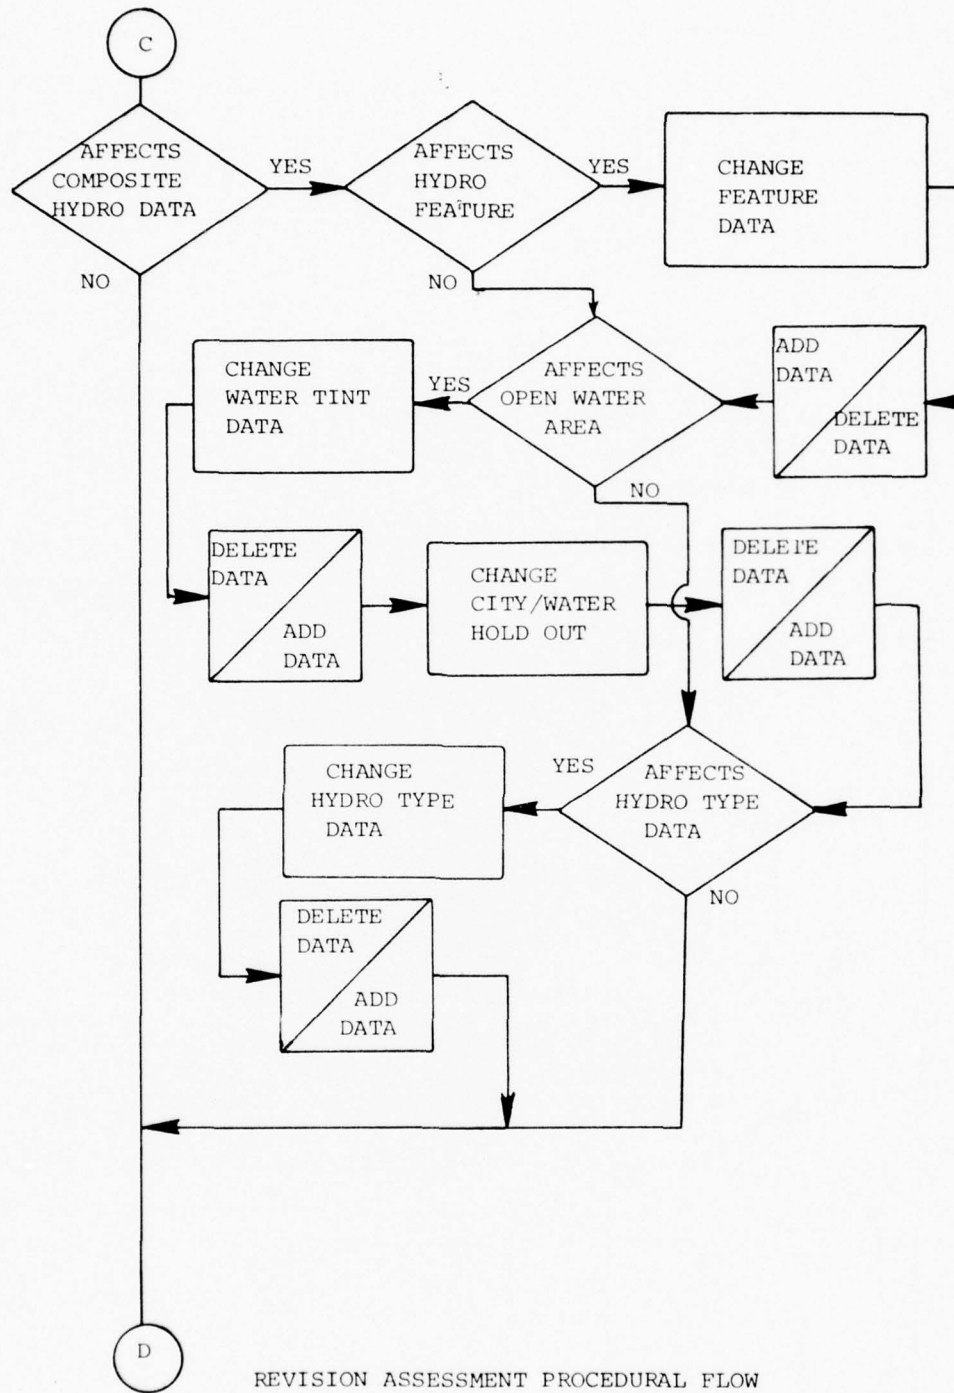 C
AFFECTS
COMPOSITE
HYDRO DATA
YES
AFFECTS
HYDRO
FEATURE
YES
CHANGE
FEATURE
DATA
NO
NO
CHANGE
WATER TINT
DATA
YES
AFFECTS
OPEN WATER
AREA
ADD
DATA
DELETE
DATA
NO
DELETE
DATA
ADD
DATA
CHANGE
CITY/WATER
HOLD OUT
DELETE
DATA
ADD
DATA
CHANGE
HYDRO TYPE
DATA
YES
AFFECTS
HYDRO TYPE
DATA
NO
DELETE
DATA
ADD
DATA
D
REVISION ASSESSMENT PROCEDURAL FLOW